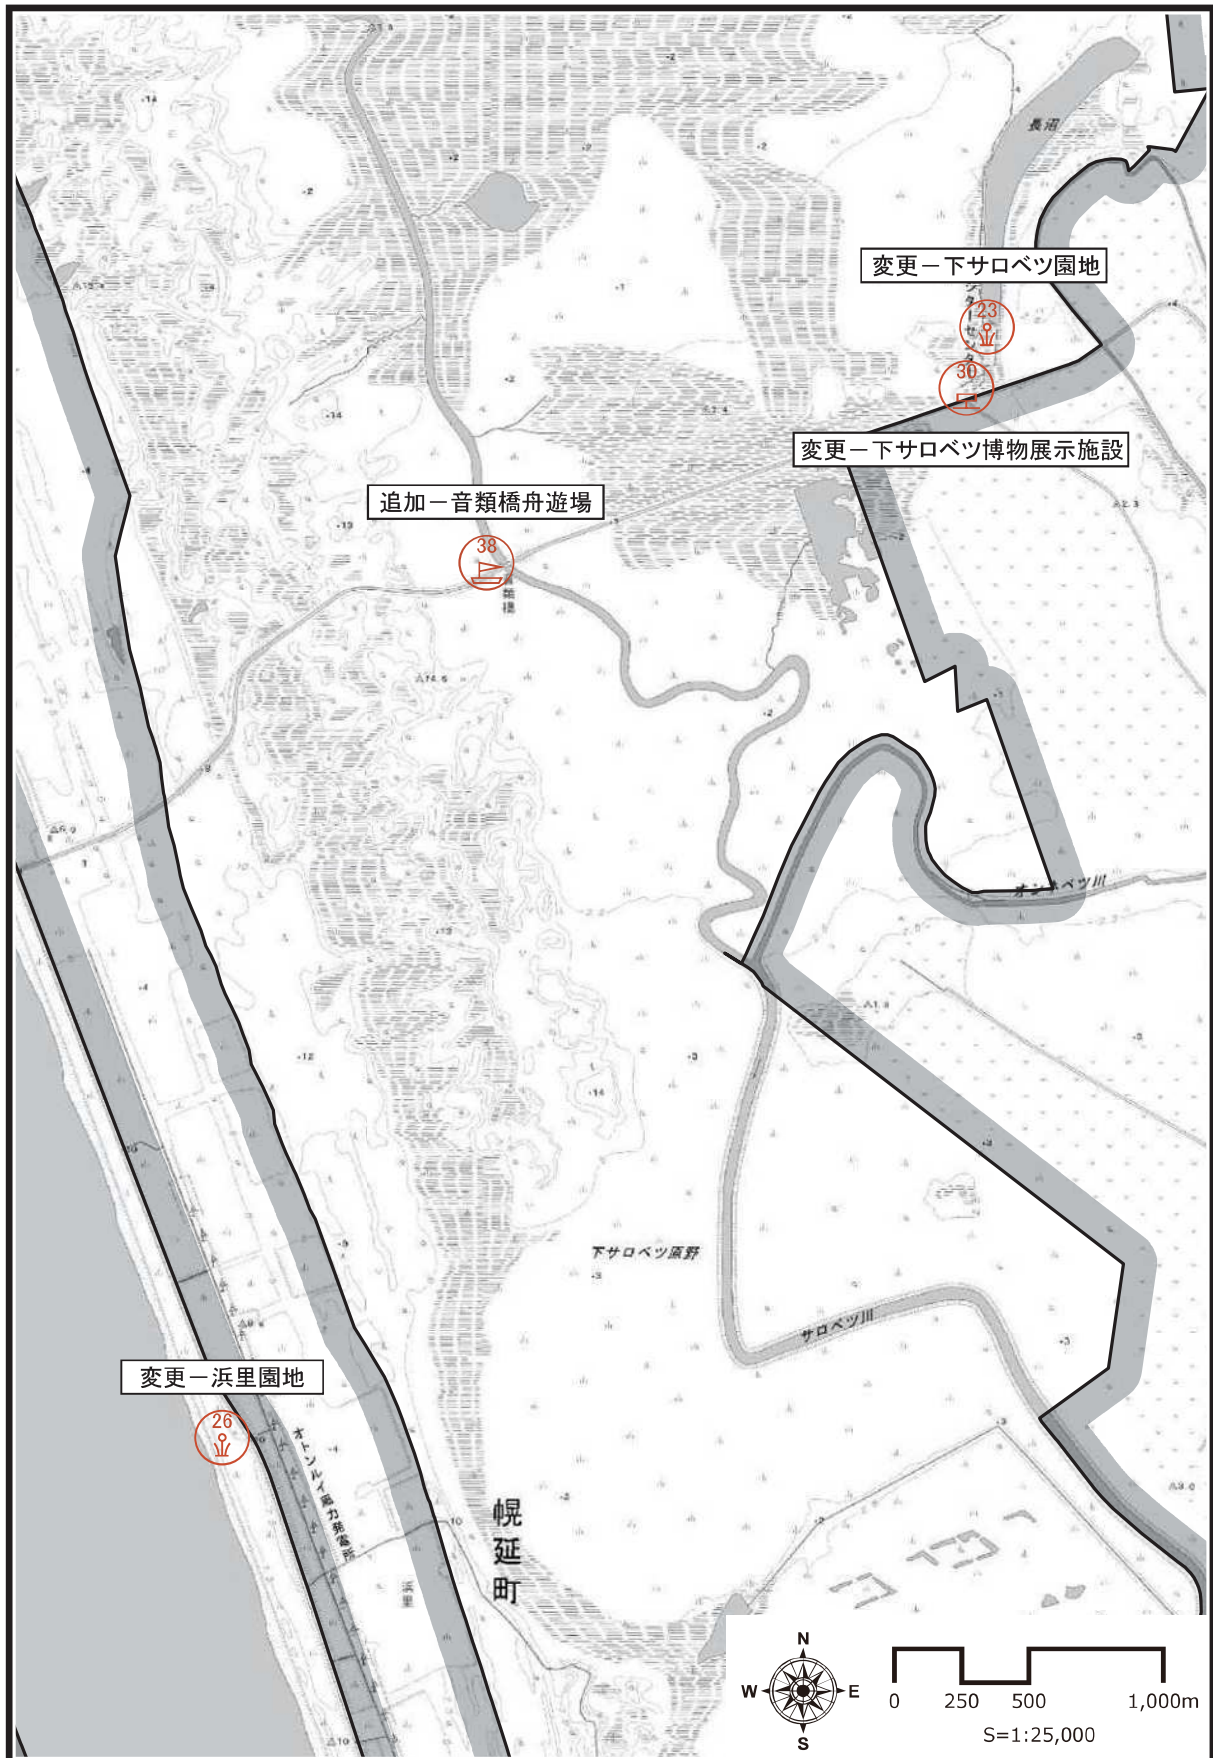 長沼
変更－下サロベツ園地
23
30
変更－下サロベツ博物展示施設
追加－音類橋舟遊場
38
オンネベツ川
下サロベツ原野
サロベツ川
変更－浜里園地
26
オトンルイ風力発電所
浜里
幌延町
N
W
E
S
0
250
500
1,000m
S=1:25,000